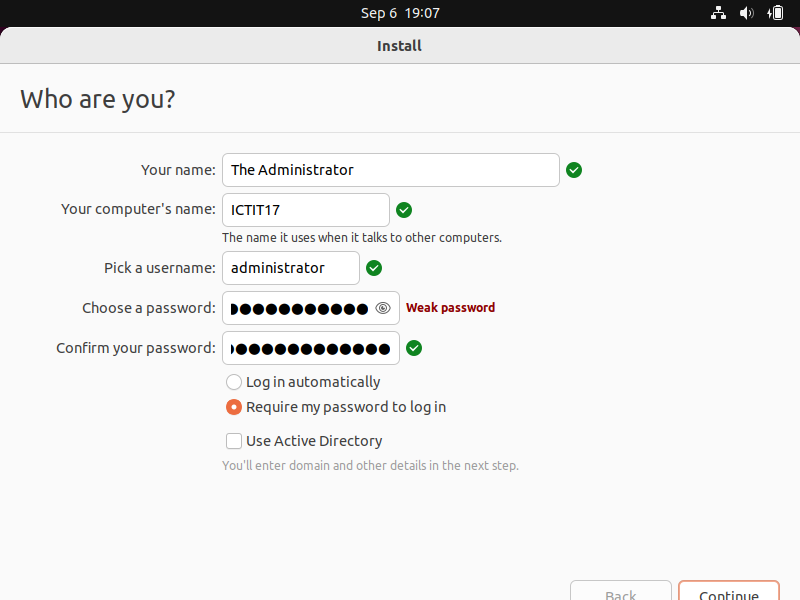 Sep 6 19:07
Install
Who are you?
Your name: The Administrator
Your computer's name: ICTIT17
The name it uses when it talks to other computers.
Pick a username: administrator
Choose a password: ●●●●●●●●●●● Weak password
Confirm your password: ●●●●●●●●●●●●●
Log in automatically
Require my password to log in
Use Active Directory
You'll enter domain and other details in the next step.
Back Continue